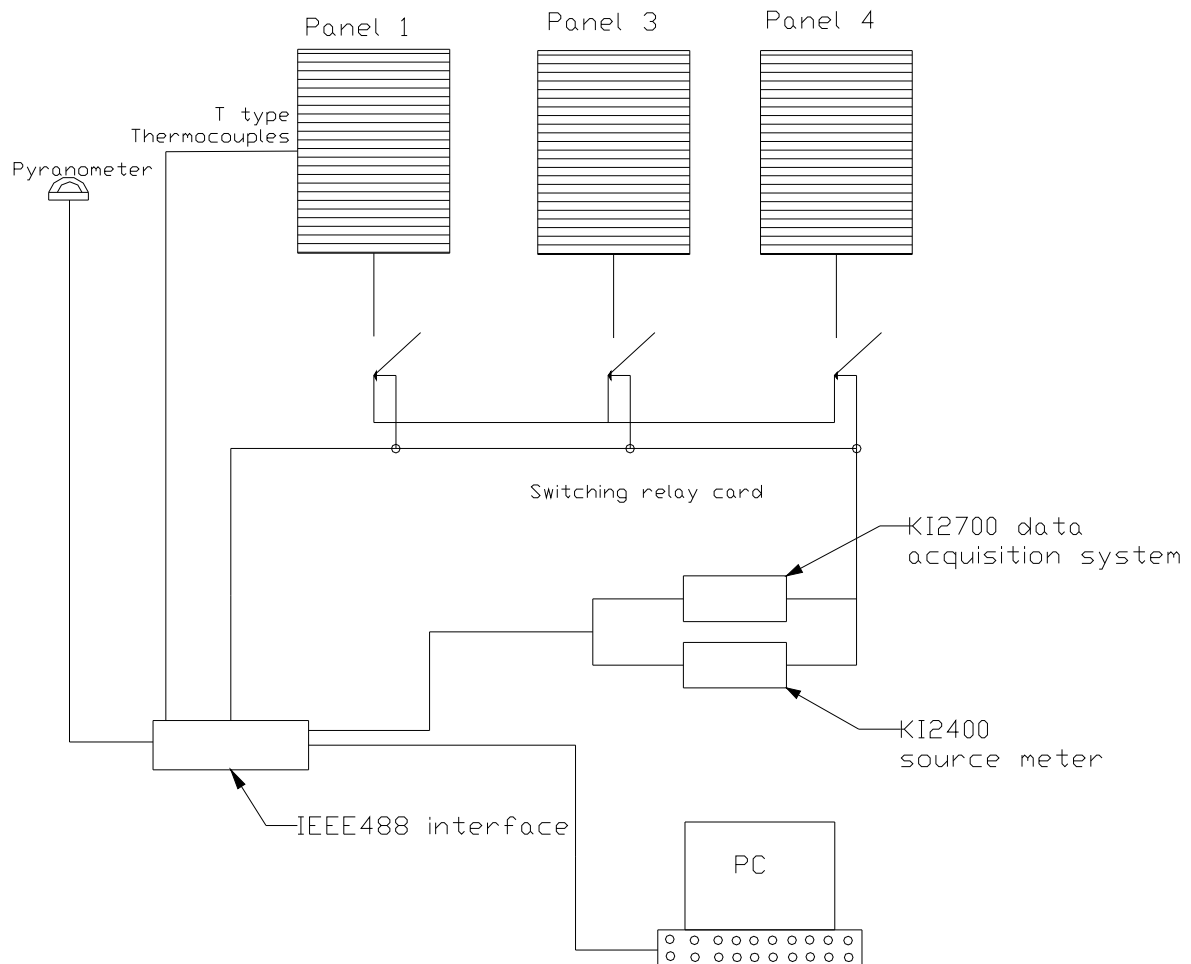 Panel 1
Panel 3
Panel 4
T type
Thermocouples
Pyranometer
Switching relay card
KI2700 data
acquisition system
KI2400
source meter
IEEE488 interface
PC